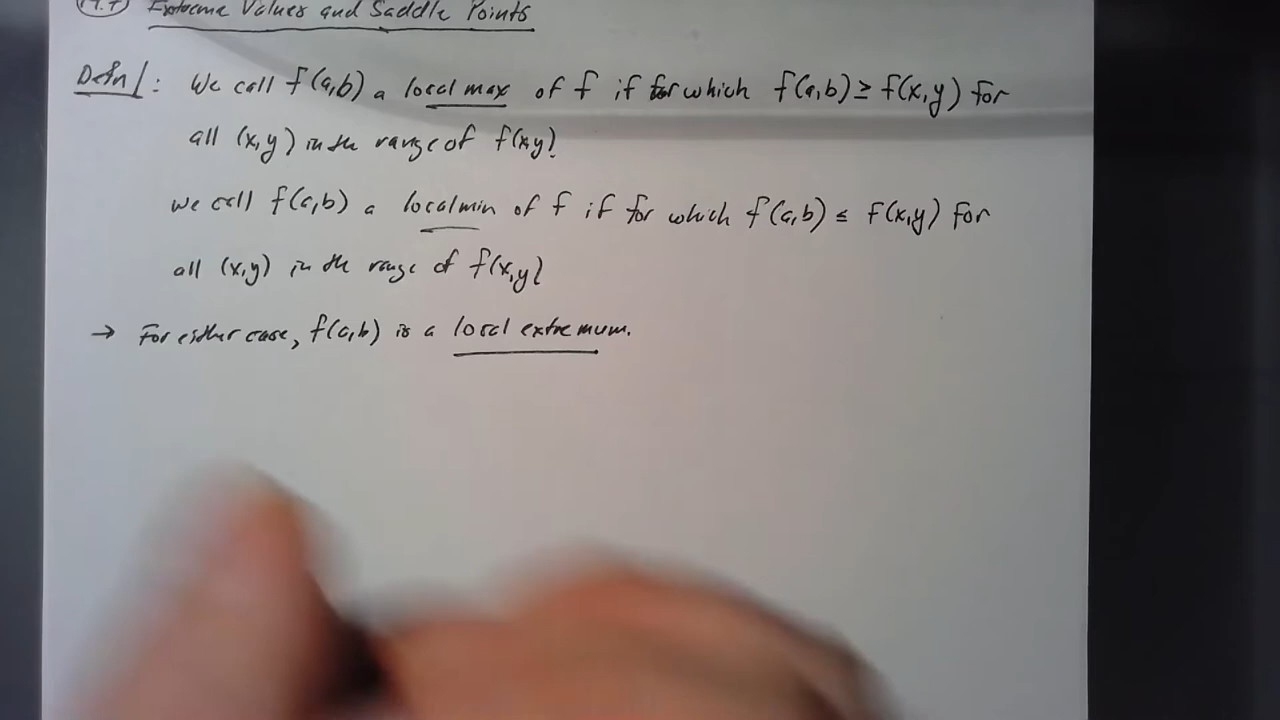 Extreme Values and Saddle Points
Defn/: We call f(a,b) a local max of f if for which f(a,b) ≥ f(x,y) for
all (x,y) in the range of f(x,y).
we call f(a,b) a local min of f if for which f(a,b) ≤ f(x,y) for
all (x,y) in the range of f(x,y)
→ For either case, f(a,b) is a local extremum.